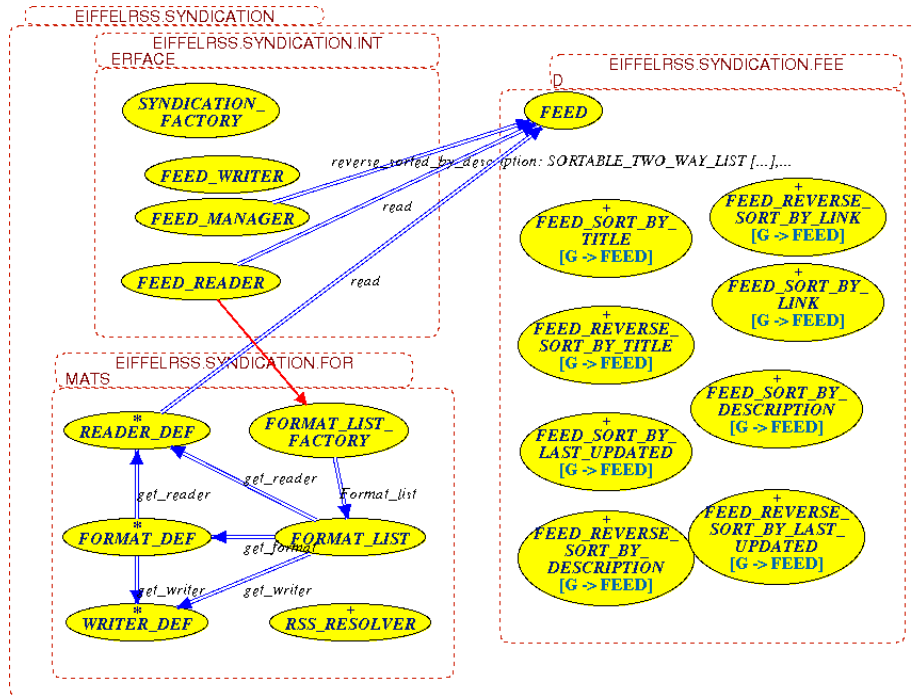 EIFFELRSS.SYNDICATION
EIFFELRSS.SYNDICATION.INT
ERFACE
SYNDICATION_
FACTORY
FEED_WRITER
FEED_MANAGER
FEED_READER
EIFFELRSS.SYNDICATION.FEE
D
FEED
reverse_sorted_by_description: SORTABLE_TWO_WAY_LIST [...],...
read
read
+
FEED_SORT_BY_
TITLE
[G -> FEED]
+
FEED_REVERSE_
SORT_BY_LINK
[G -> FEED]
+
FEED_SORT_BY_
LINK
[G -> FEED]
+
FEED_REVERSE_
SORT_BY_TITLE
[G -> FEED]
+
FEED_SORT_BY_
DESCRIPTION
[G -> FEED]
+
FEED_SORT_BY_
LAST_UPDATED
[G -> FEED]
+
FEED_REVERSE_
SORT_BY_LAST_
UPDATED
[G -> FEED]
+
FEED_REVERSE_
SORT_BY_
DESCRIPTION
[G -> FEED]
EIFFELRSS.SYNDICATION.FOR
MATS
*
READER_DEF
FORMAT_LIST_
FACTORY
get_reader
get_reader
Format_list
*
FORMAT_DEF
get_format
FORMAT_LIST
get_writer
get_writer
*
WRITER_DEF
+
RSS_RESOLVER